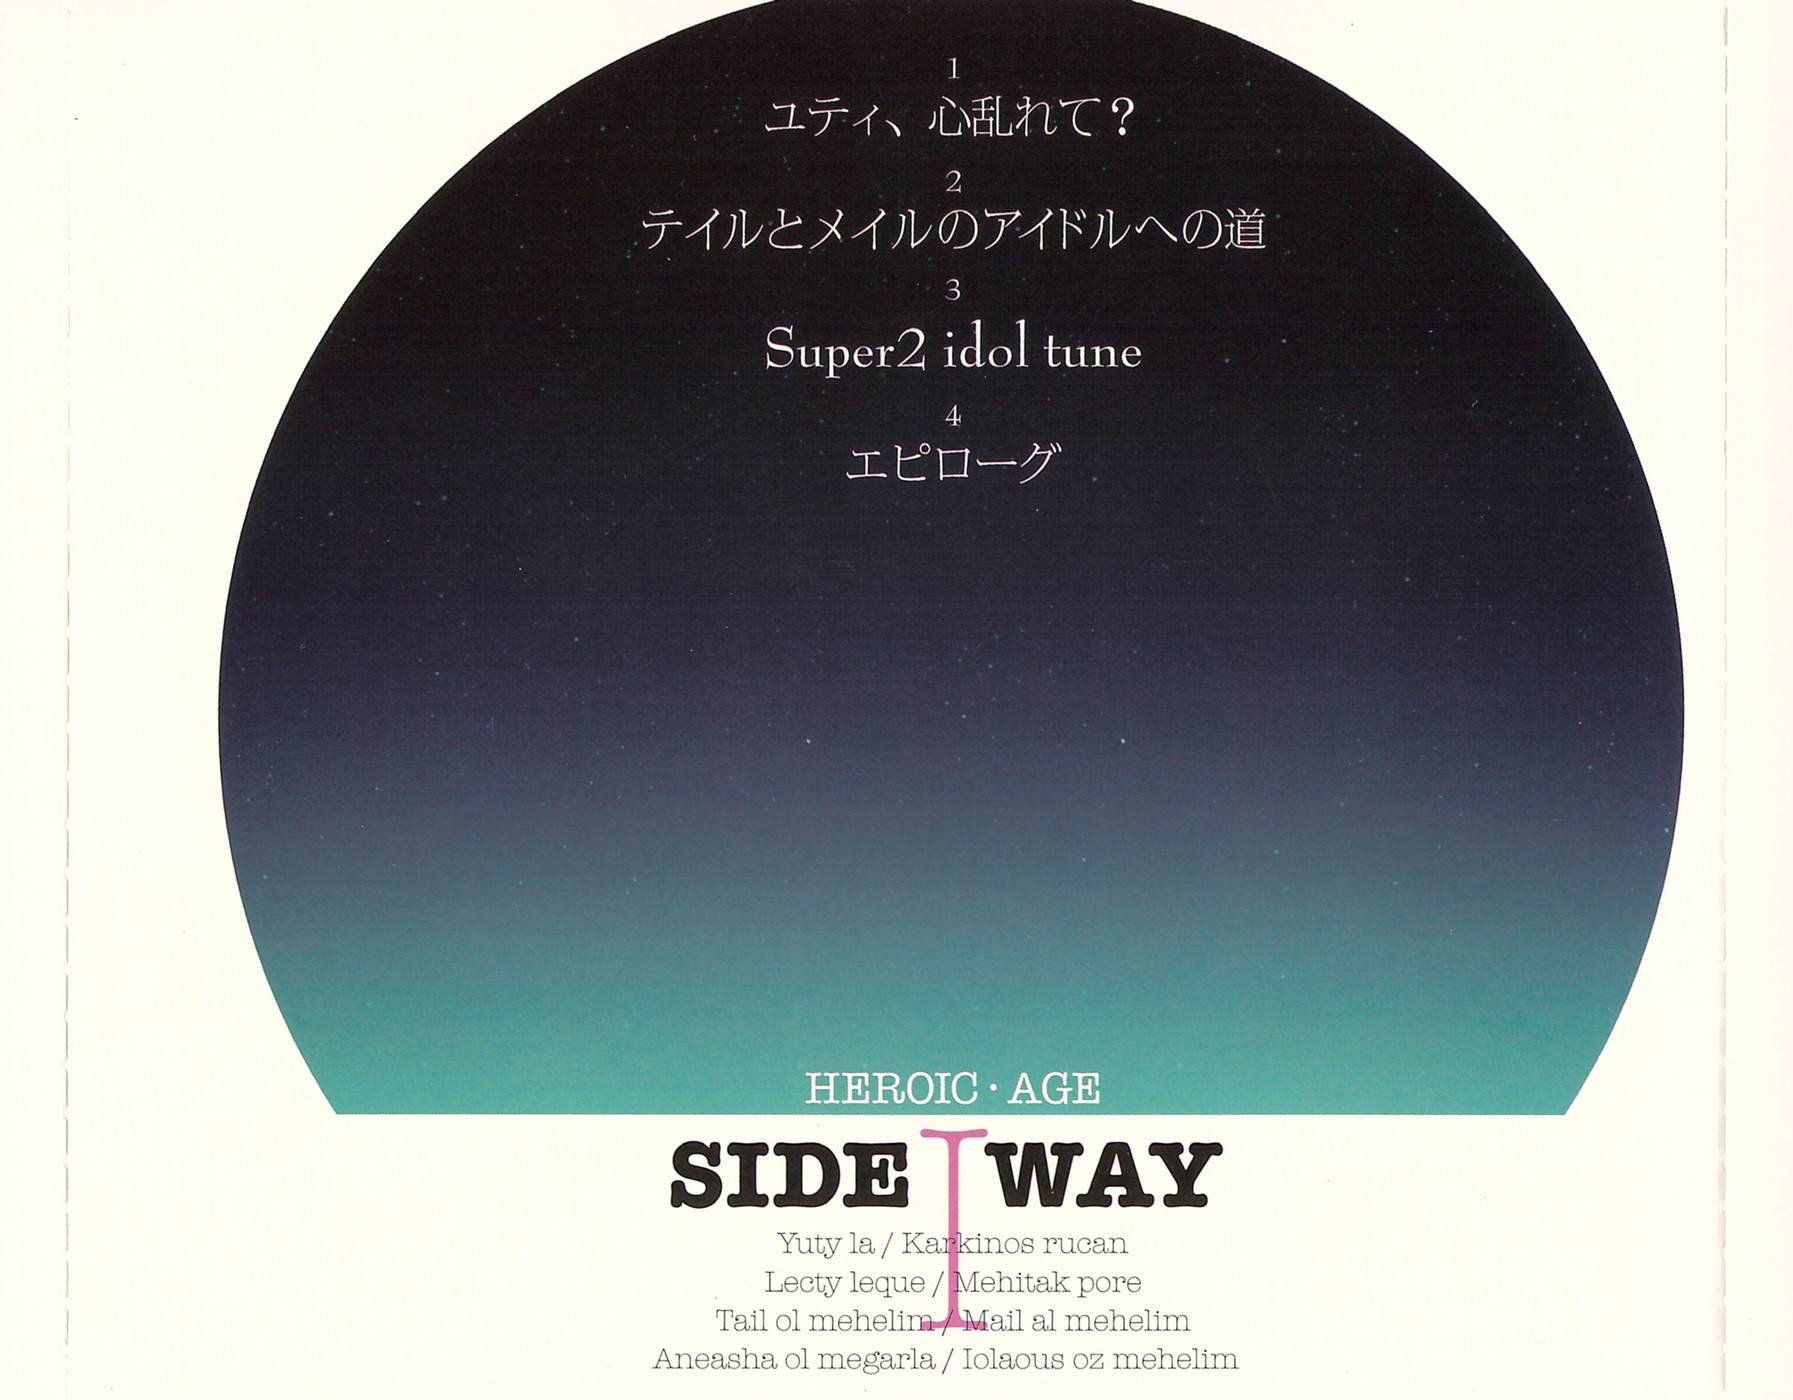 1
ユティ、心乱れて？
2
テイルとメイルのアイドルへの道
3
Super2 idol tune
4
エピローグ
HEROIC・AGE
SIDE I WAY
Yuty la / Karkinos rucan
Lecty leque / Mehitak pore
Tail ol mehelim / Mail al mehelim
Aneasha ol megarla / Iolaous oz mehelim